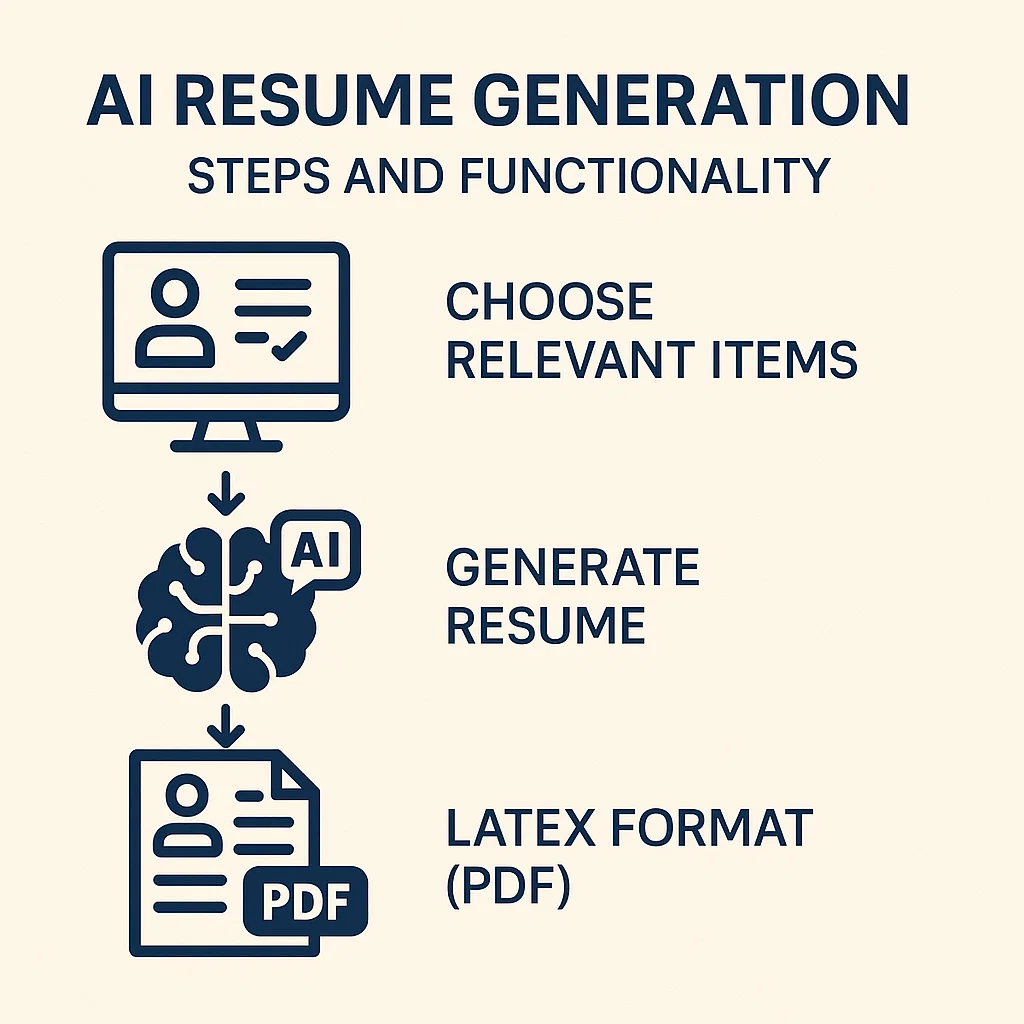 AI RESUME GENERATION
STEPS AND FUNCTIONALITY
CHOOSE
RELEVANT ITEMS
AI
GENERATE
RESUME
LATEX FORMAT
(PDF)
PDF